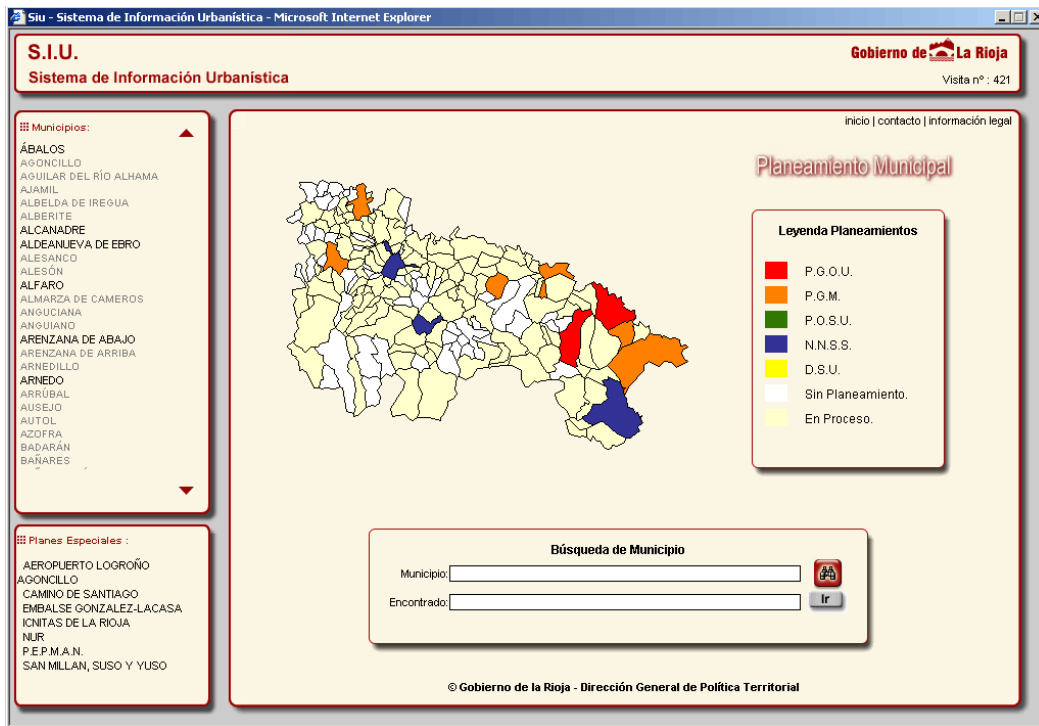 Siu - Sistema de Información Urbanística - Microsoft Internet Explorer
S.I.U.
Sistema de Información Urbanística
Gobierno de La Rioja
Visita nº : 421
Municipios:
ÁBALOS
AGONCILLO
AGUILAR DEL RÍO ALHAMA
AJAMIL
ALBELDA DE IREGUA
ALBERITE
ALCANADRE
ALDEANUEVA DE EBRO
ALESANCO
ALESÓN
ALFARO
ALMARZA DE CAMEROS
ANGUCIANA
ANGUIANO
ARENZANA DE ABAJO
ARENZANA DE ARRIBA
ARNEDILLO
ARNEDO
ARRÚBAL
AUSEJO
AUTOL
AZOFRA
BADARÁN
BAÑARES
Planes Especiales :
AEROPUERTO LOGROÑO
AGONCILLO
CAMINO DE SANTIAGO
EMBALSE GONZALEZ-LACASA
ICNITAS DE LA RIOJA
NUR
P.E.P.M.A.N.
SAN MILLAN, SUSO Y YUSO
inicio | contacto | información legal
Planeamiento Municipal
Leyenda Planeamientos
P.G.O.U.
P.G.M.
P.O.S.U.
N.N.S.S.
D.S.U.
Sin Planeamiento.
En Proceso.
Búsqueda de Municipio
Municipio:
Encontrado:
Ir
© Gobierno de la Rioja - Dirección General de Política Territorial